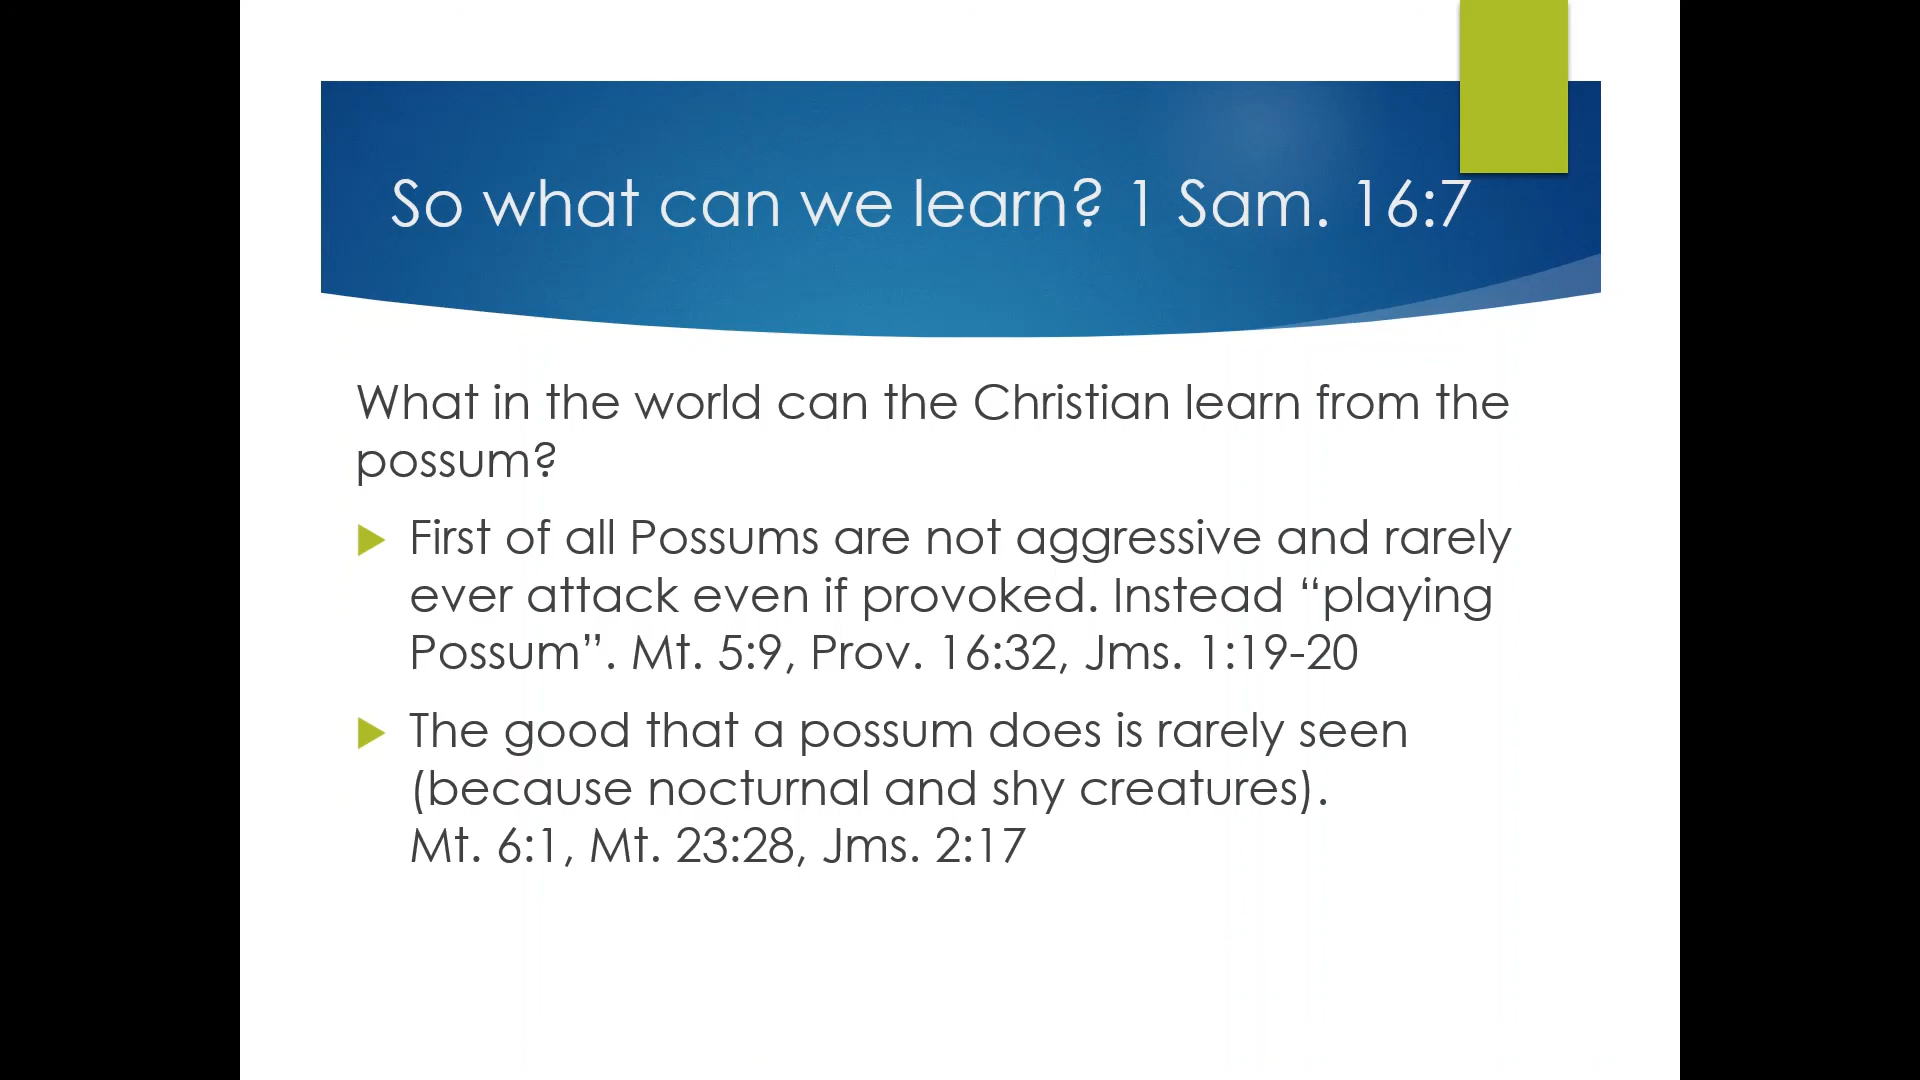 So what can we learn? 1 Sam. 16:7
What in the world can the Christian learn from the
possum?
First of all Possums are not aggressive and rarely
ever attack even if provoked. Instead “playing
Possum”. Mt. 5:9, Prov. 16:32, Jms. 1:19-20
The good that a possum does is rarely seen
(because nocturnal and shy creatures).
Mt. 6:1, Mt. 23:28, Jms. 2:17